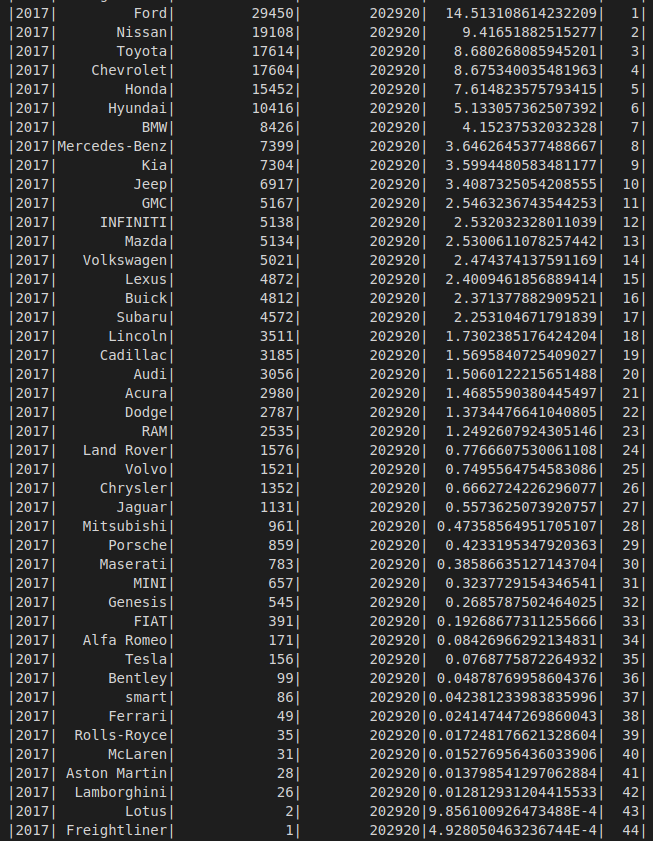 |2017|         Ford|         29450|         202920| 14.513108614232209|   1|
|2017|       Nissan|         19108|         202920|   9.41651882515277|   2|
|2017|       Toyota|         17614|         202920|  8.680268085945201|   3|
|2017|    Chevrolet|         17604|         202920|  8.675340035481963|   4|
|2017|        Honda|         15452|         202920|  7.614823575793415|   5|
|2017|      Hyundai|         10416|         202920|  5.133057362507392|   6|
|2017|          BMW|          8426|         202920|   4.15237532032328|   7|
|2017|Mercedes-Benz|          7399|         202920| 3.6462645377488667|   8|
|2017|          Kia|          7304|         202920| 3.5994480583481177|   9|
|2017|         Jeep|          6917|         202920| 3.4087325054208555|  10|
|2017|          GMC|          5167|         202920| 2.5463236743544253|  11|
|2017|     INFINITI|          5138|         202920|  2.532032328011039|  12|
|2017|        Mazda|          5134|         202920| 2.5300611078257442|  13|
|2017|   Volkswagen|          5021|         202920|  2.474374137591169|  14|
|2017|        Lexus|          4872|         202920| 2.4009461856889414|  15|
|2017|        Buick|          4812|         202920|  2.371377882909521|  16|
|2017|       Subaru|          4572|         202920|  2.253104671791839|  17|
|2017|      Lincoln|          3511|         202920| 1.7302385176424204|  18|
|2017|     Cadillac|          3185|         202920| 1.5695840725409027|  19|
|2017|         Audi|          3056|         202920| 1.5060122215651488|  20|
|2017|        Acura|          2980|         202920| 1.4685590380445497|  21|
|2017|        Dodge|          2787|         202920| 1.3734476641040805|  22|
|2017|          RAM|          2535|         202920| 1.2492607924305146|  23|
|2017|   Land Rover|          1576|         202920| 0.7766607530061108|  24|
|2017|        Volvo|          1521|         202920| 0.7495564754583086|  25|
|2017|     Chrysler|          1352|         202920| 0.6662724226296077|  26|
|2017|       Jaguar|          1131|         202920| 0.5573625073920757|  27|
|2017|   Mitsubishi|           961|         202920|0.47358564951705107|  28|
|2017|      Porsche|           859|         202920| 0.4233195347920363|  29|
|2017|     Maserati|           783|         202920|0.38586635127143704|  30|
|2017|         MINI|           657|         202920| 0.3237729154346541|  31|
|2017|      Genesis|           545|         202920| 0.2685787502464025|  32|
|2017|         FIAT|           391|         202920|0.19268677311255666|  33|
|2017|   Alfa Romeo|           171|         202920|0.08426966292134831|  34|
|2017|        Tesla|           156|         202920| 0.0768775872264932|  35|
|2017|      Bentley|            99|         202920|0.04878769958604376|  36|
|2017|        smart|            86|         202920|0.042381233983835996|  37|
|2017|      Ferrari|            49|         202920|0.024147447269860043|  38|
|2017|  Rolls-Royce|            35|         202920|0.017248176621328604|  39|
|2017|      McLaren|            31|         202920|0.015276956436033906|  40|
|2017| Aston Martin|            28|         202920|0.013798541297062884|  41|
|2017|  Lamborghini|            26|         202920|0.012812931204415533|  42|
|2017|        Lotus|             2|         202920|9.856100926473488E-4|  43|
|2017| Freightliner|             1|         202920|4.928050463236744E-4|  44|